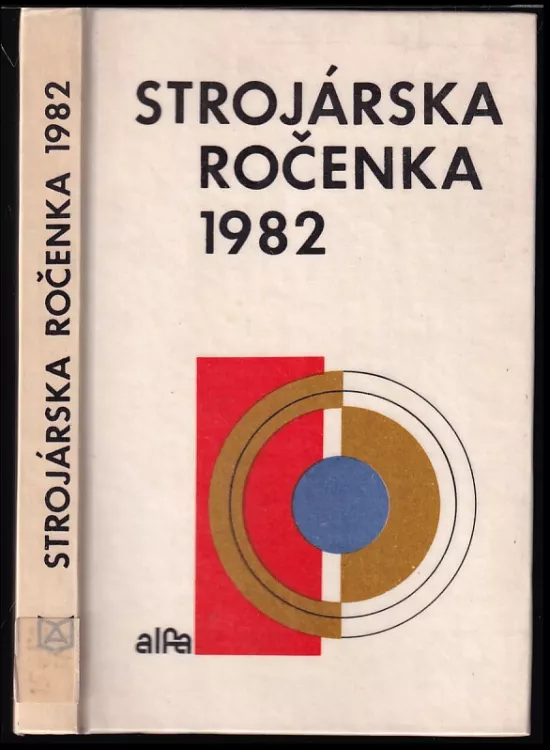 STROJÁRSKA
ROČENKA
1982
alfa
STROJÁRSKA ROČENKA 1982